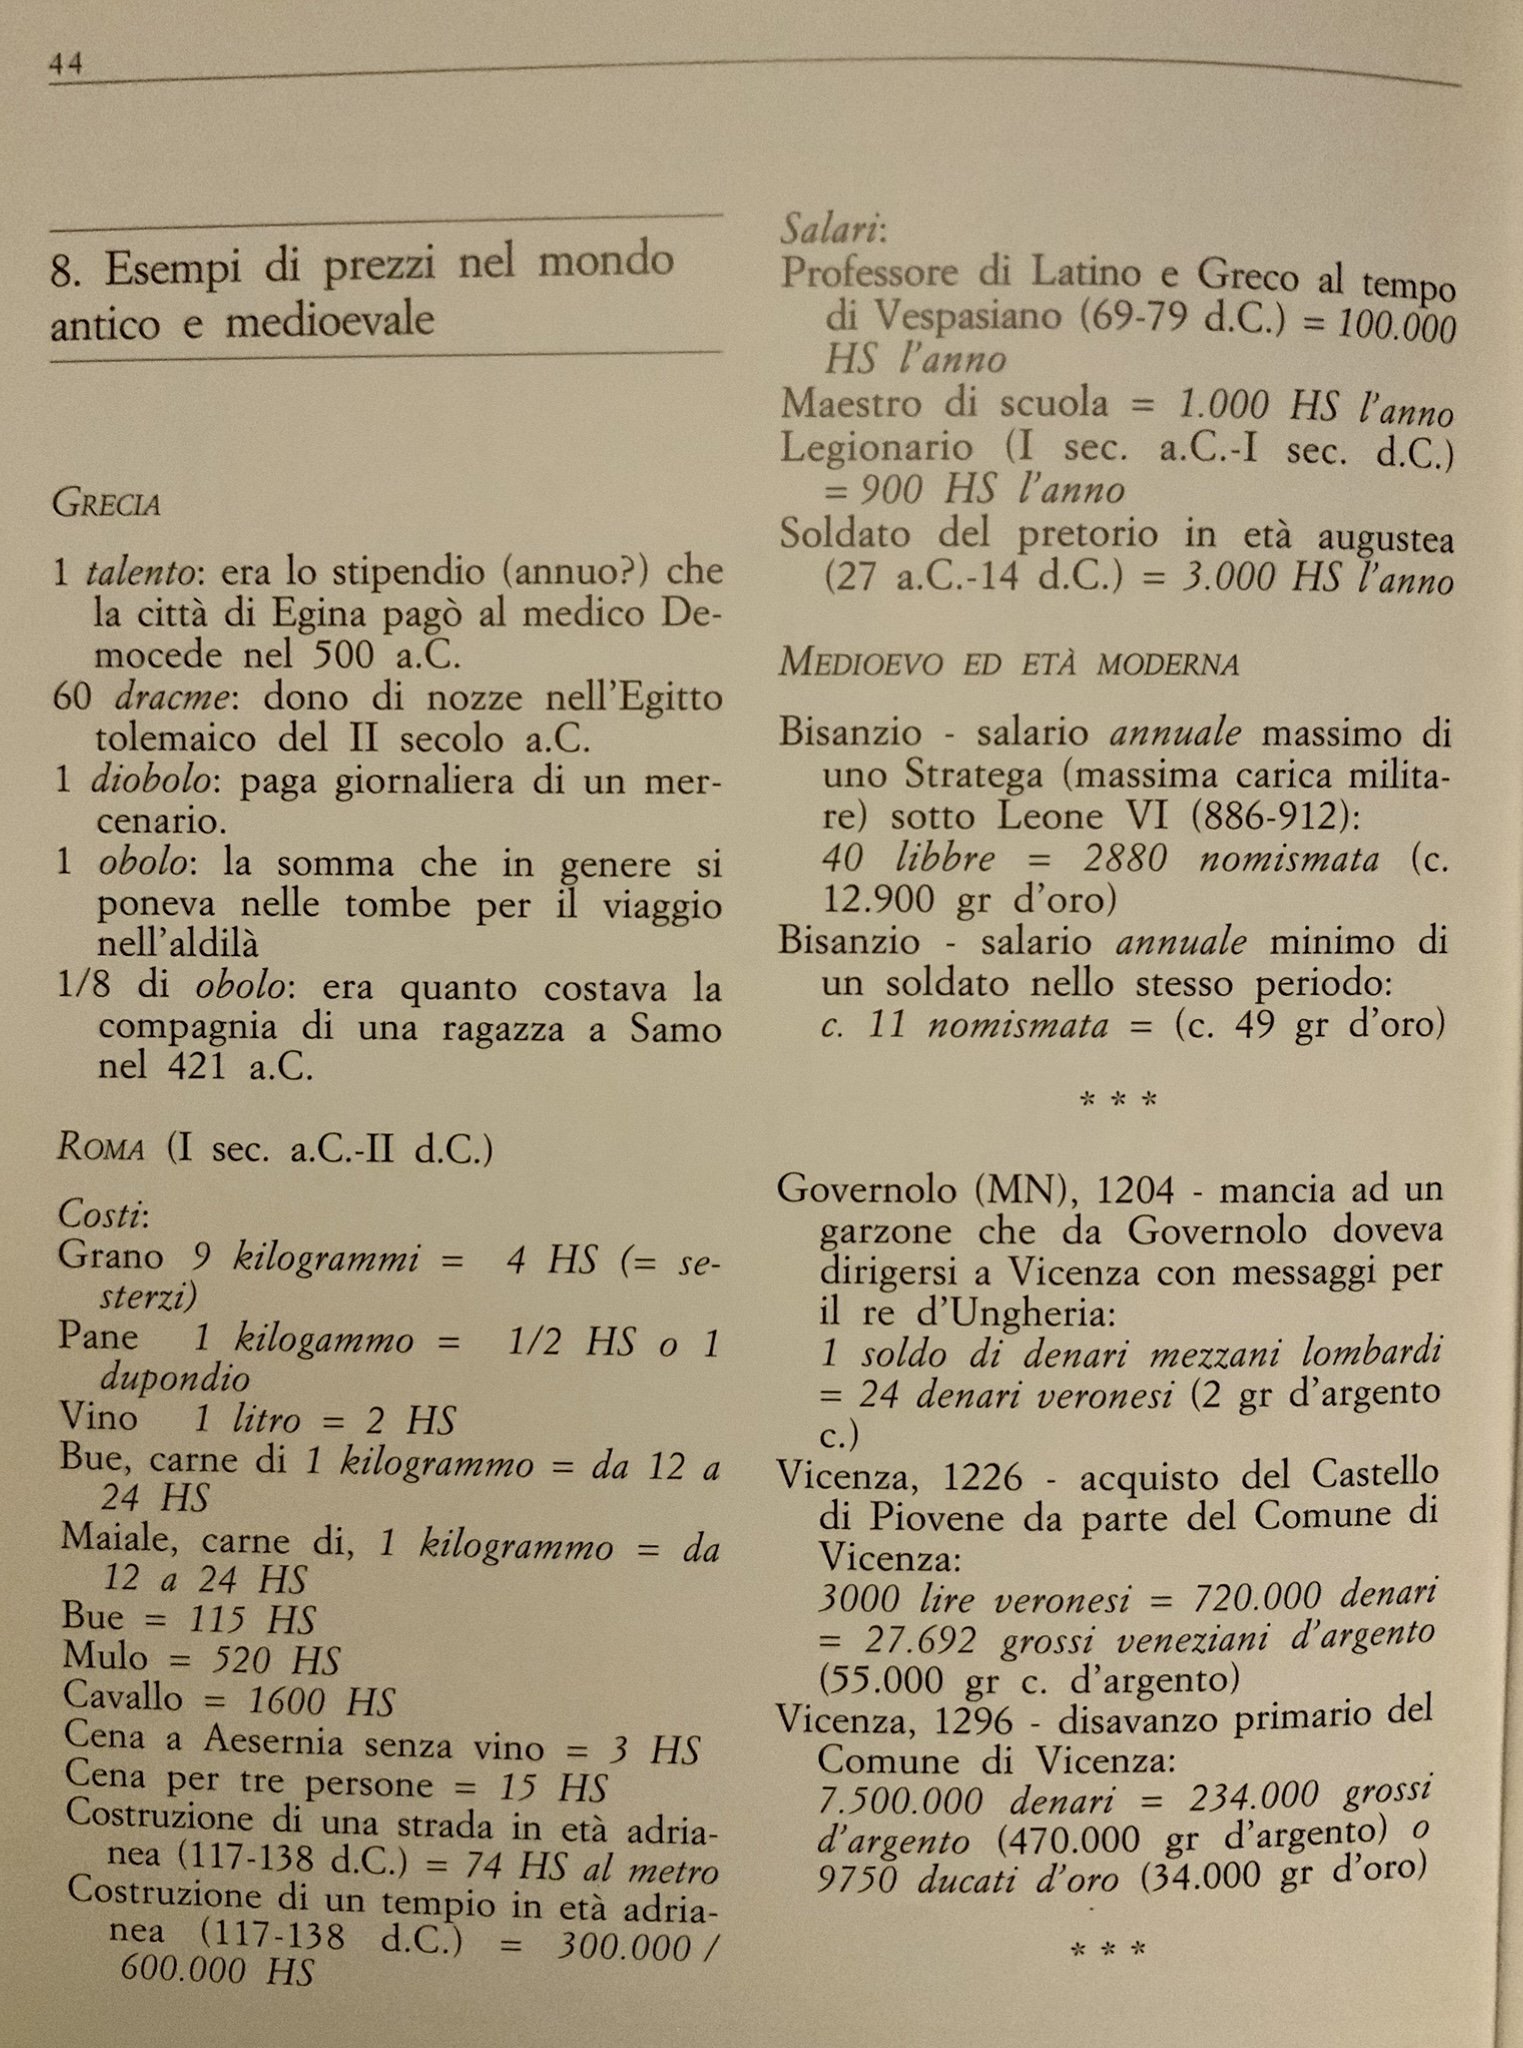 44
8. Esempi di prezzi nel mondo
antico e medioevale
GRECIA
1 talento: era lo stipendio (annuo?) che
la città di Egina pagò al medico De-
mocede nel 500 a.C.
60 dracme: dono di nozze nell'Egitto
tolemaico del II secolo a.C.
1 diobolo: paga giornaliera di un mer-
cenario.
1 obolo: la somma che in genere si
poneva nelle tombe per il viaggio
nell'aldilà
1/8 di obolo: era quanto costava la
compagnia di una ragazza a Samo
nel 421 a.C.
ROMA (I sec. a.C.-II d.C.)
Costi:
Grano 9 kilogrammi = 4 HS (= se-
sterzi)
Pane 1 kilogammo = 1/2 HS o 1
dupondio
Vino 1 litro = 2 HS
Bue, carne di 1 kilogrammo = da 12 a
24 HS
Maiale, carne di, 1 kilogrammo = da
12 a 24 HS
Bue = 115 HS
Mulo = 520 HS
Cavallo = 1600 HS
Cena a Aesernia senza vino = 3 HS
Cena per tre persone = 15 HS
Costruzione di una strada in età adria-
nea (117-138 d.C.) = 74 HS al metro
Costruzione di un tempio in età adria-
nea (117-138 d.C.) = 300.000 /
600.000 HS
Salari:
Professore di Latino e Greco al tempo
di Vespasiano (69-79 d.C.) = 100.000
HS l'anno
Maestro di scuola = 1.000 HS l'anno
Legionario (I sec. a.C.-I sec. d.C.)
= 900 HS l'anno
Soldato del pretorio in età augustea
(27 a.C.-14 d.C.) = 3.000 HS l'anno
MEDIOEVO ED ETÀ MODERNA
Bisanzio - salario annuale massimo di
uno Stratega (massima carica milita-
re) sotto Leone VI (886-912):
40 libbre = 2880 nomismata (c.
12.900 gr d'oro)
Bisanzio - salario annuale minimo di
un soldato nello stesso periodo:
c. 11 nomismata = (c. 49 gr d'oro)
* * *
Governolo (MN), 1204 - mancia ad un
garzone che da Governolo doveva
dirigersi a Vicenza con messaggi per
il re d'Ungheria:
1 soldo di denari mezzani lombardi
= 24 denari veronesi (2 gr d'argento
c.)
Vicenza, 1226 - acquisto del Castello
di Piovene da parte del Comune di
Vicenza:
3000 lire veronesi = 720.000 denari
= 27.692 grossi veneziani d'argento
(55.000 gr c. d'argento)
Vicenza, 1296 - disavanzo primario del
Comune di Vicenza:
7.500.000 denari = 234.000 grossi
d'argento (470.000 gr d'argento) o
9750 ducati d'oro (34.000 gr d'oro)
* * *